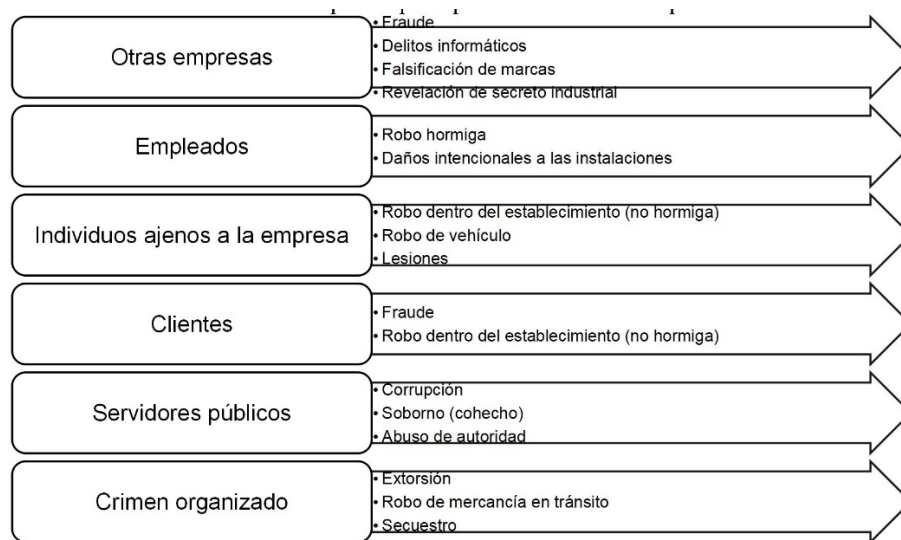 Otras empresas
• Fraude
• Delitos informáticos
• Falsificación de marcas
• Revelación de secreto industrial
Empleados
• Robo hormiga
• Daños intencionales a las instalaciones
Individuos ajenos a la empresa
• Robo dentro del establecimiento (no hormiga)
• Robo de vehículo
• Lesiones
Clientes
• Fraude
• Robo dentro del establecimiento (no hormiga)
Servidores públicos
• Corrupción
• Soborno (cohecho)
• Abuso de autoridad
Crimen organizado
• Extorsión
• Robo de mercancía en tránsito
• Secuestro